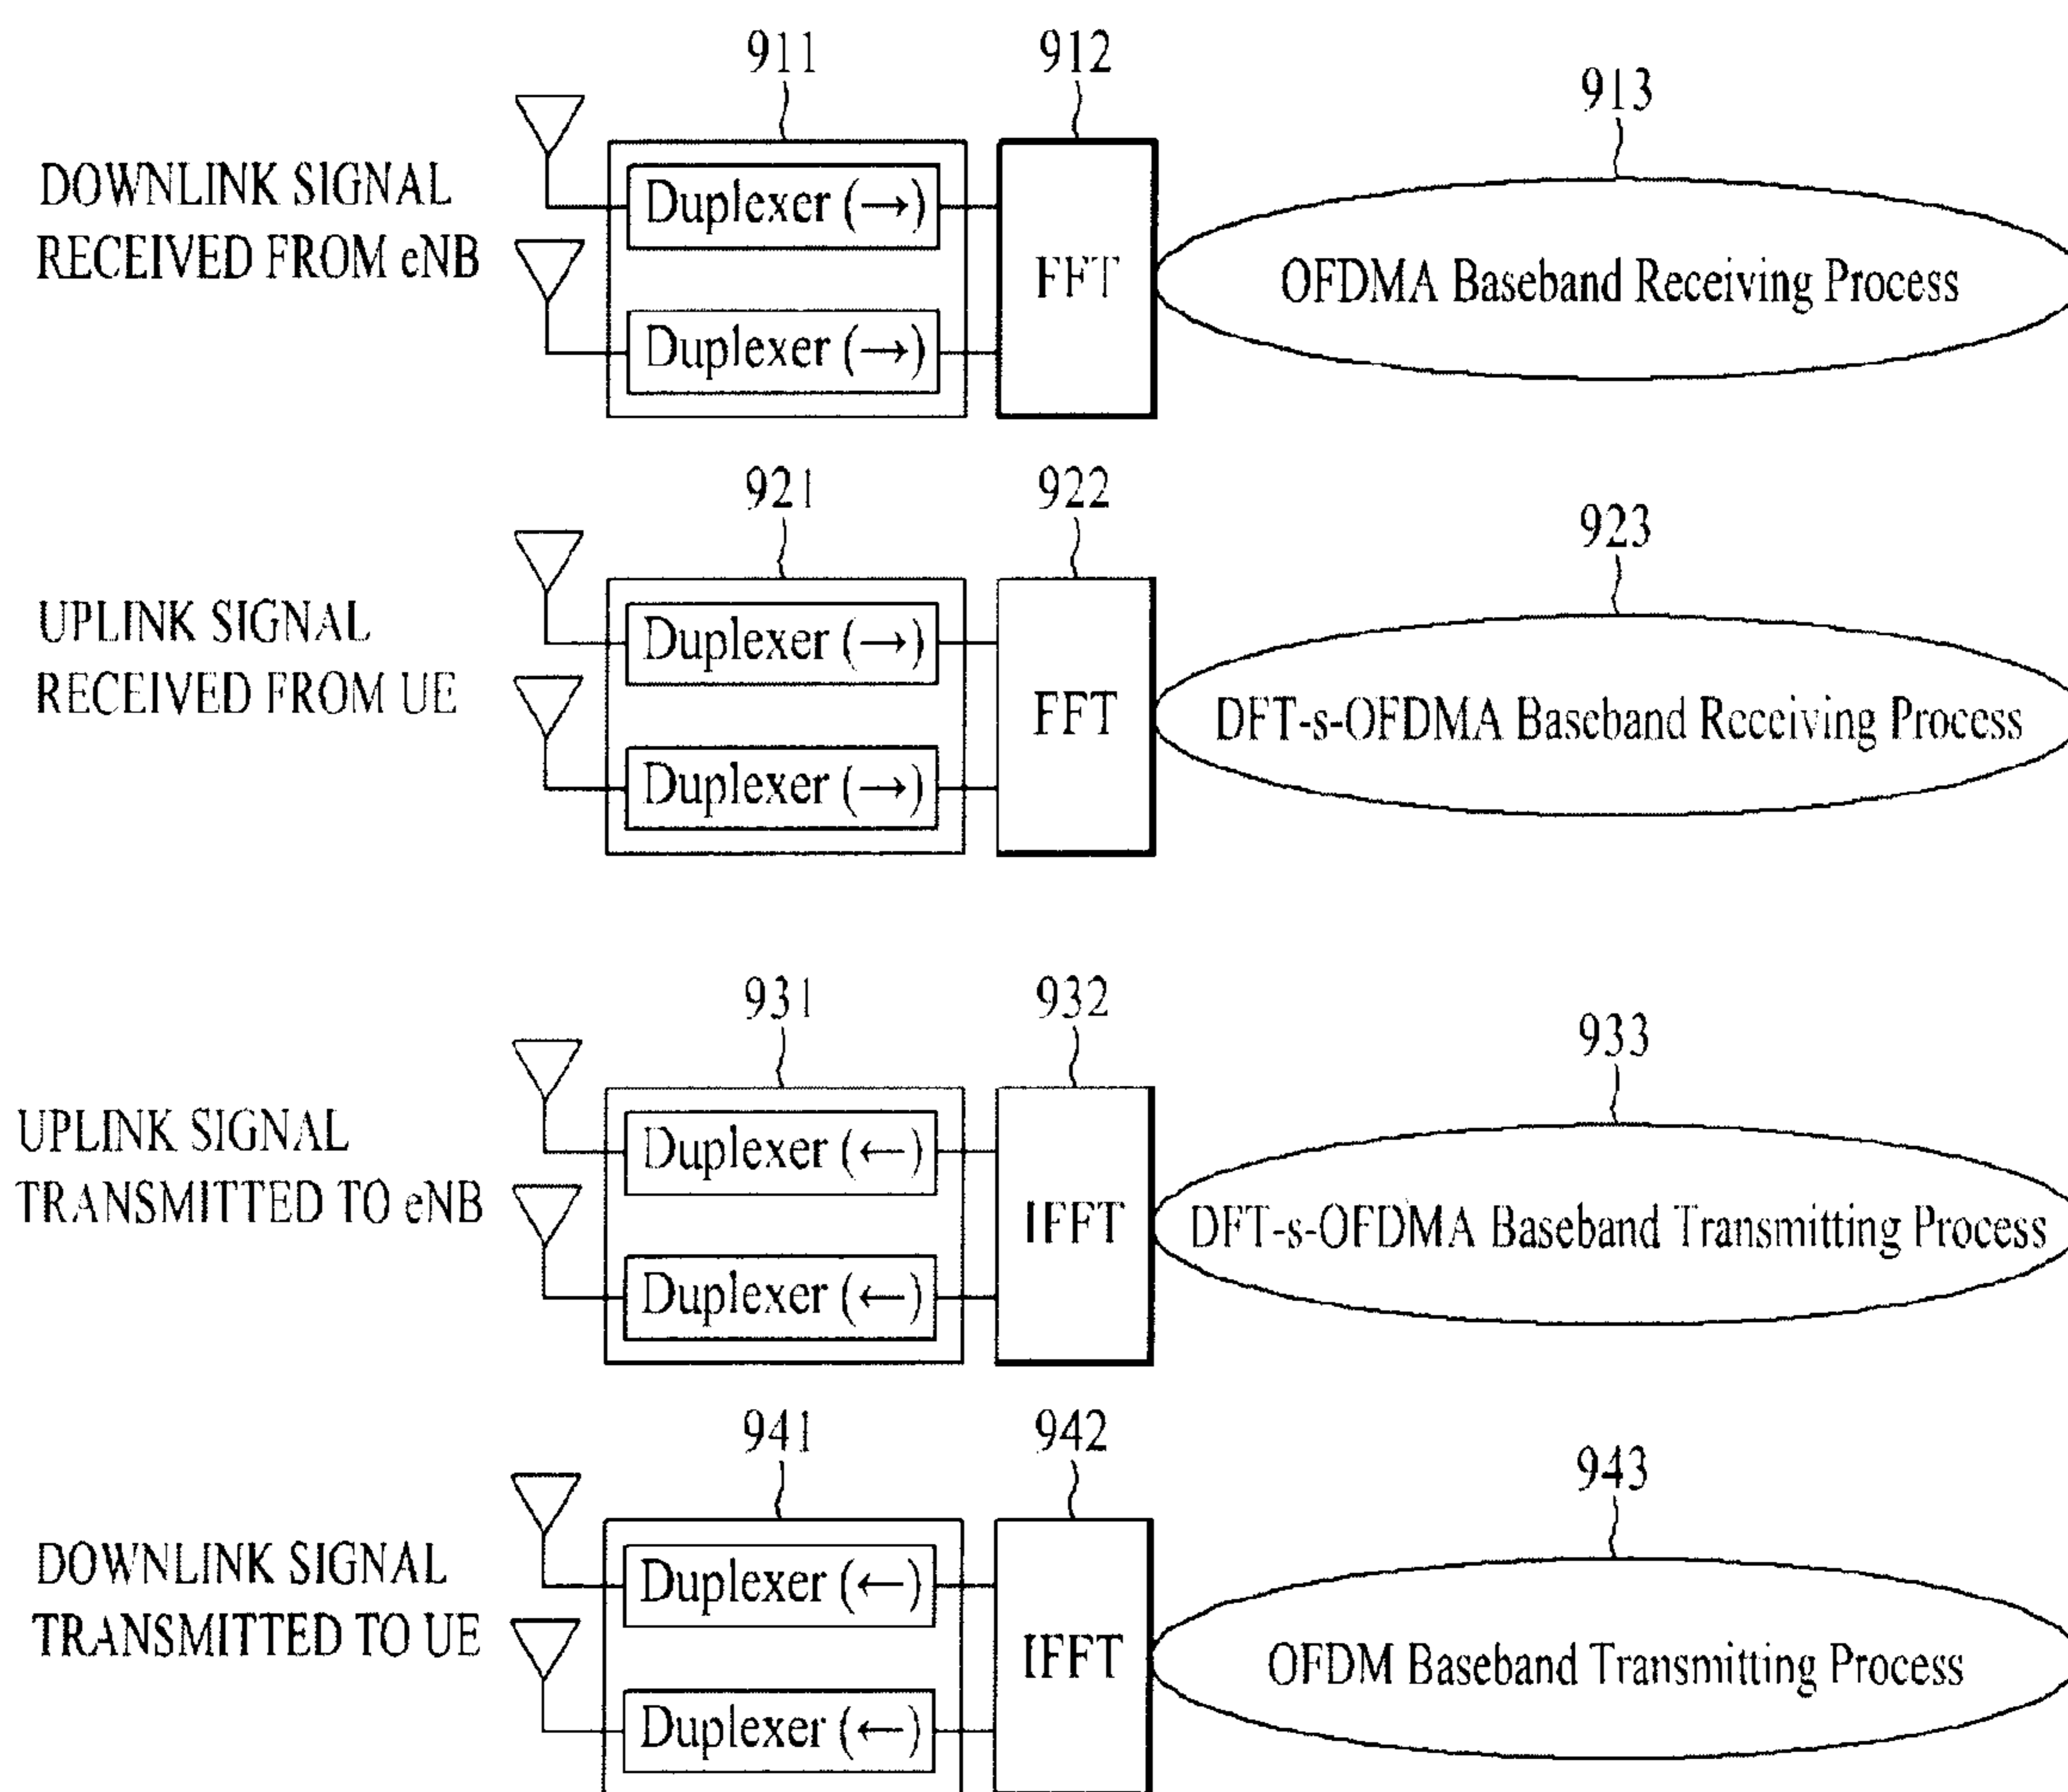 911
912
913
DOWNLINK SIGNAL
RECEIVED FROM eNB
Duplexer (→)
Duplexer (→)
FFT
OFDMA Baseband Receiving Process
921
922
923
UPLINK SIGNAL
RECEIVED FROM UE
Duplexer (→)
Duplexer (→)
FFT
DFT-s-OFDMA Baseband Receiving Process
931
932
933
UPLINK SIGNAL
TRANSMITTED TO eNB
Duplexer (←)
Duplexer (←)
IFFT
DFT-s-OFDMA Baseband Transmitting Process
941
942
943
DOWNLINK SIGNAL
TRANSMITTED TO UE
Duplexer (←)
Duplexer (←)
IFFT
OFDM Baseband Transmitting Process